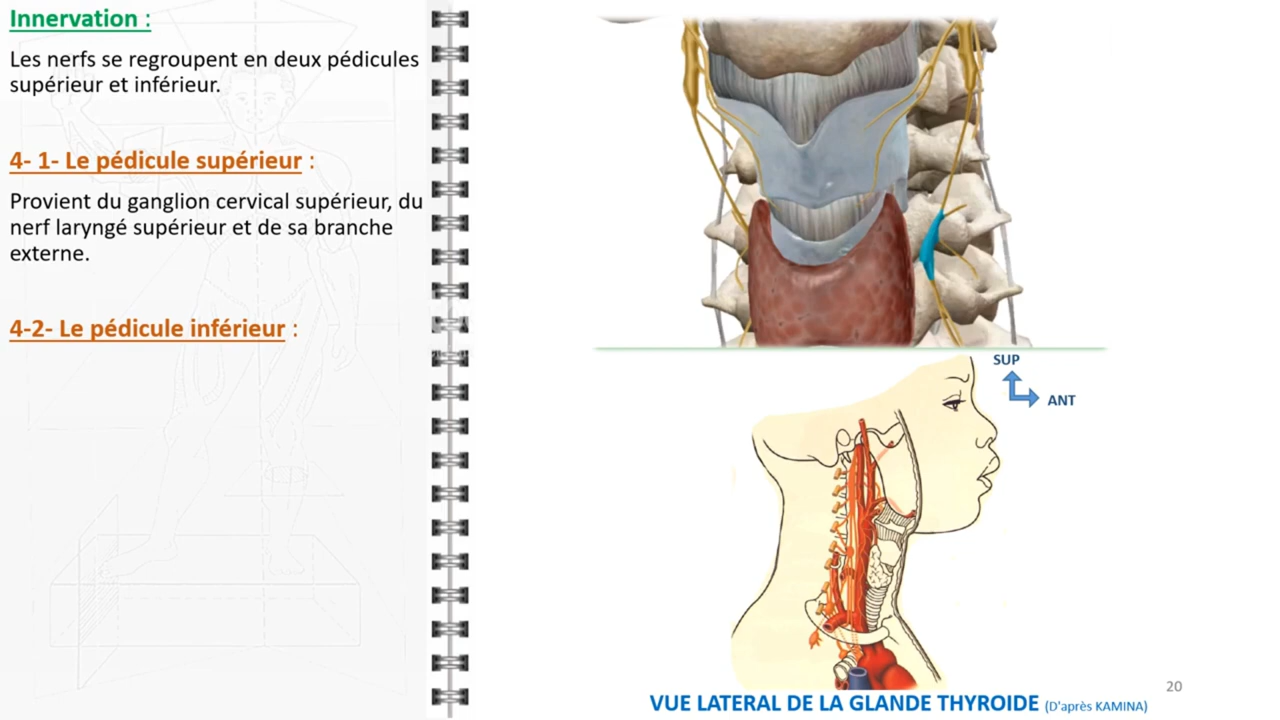 Innervation :
Les nerfs se regroupent en deux pédicules
supérieur et inférieur.
4- 1- Le pédicule supérieur :
Provient du ganglion cervical supérieur, du
nerf laryngé supérieur et de sa branche
externe.
4-2- Le pédicule inférieur :
SUP
ANT
20
VUE LATERAL DE LA GLANDE THYROIDE (D'après KAMINA)